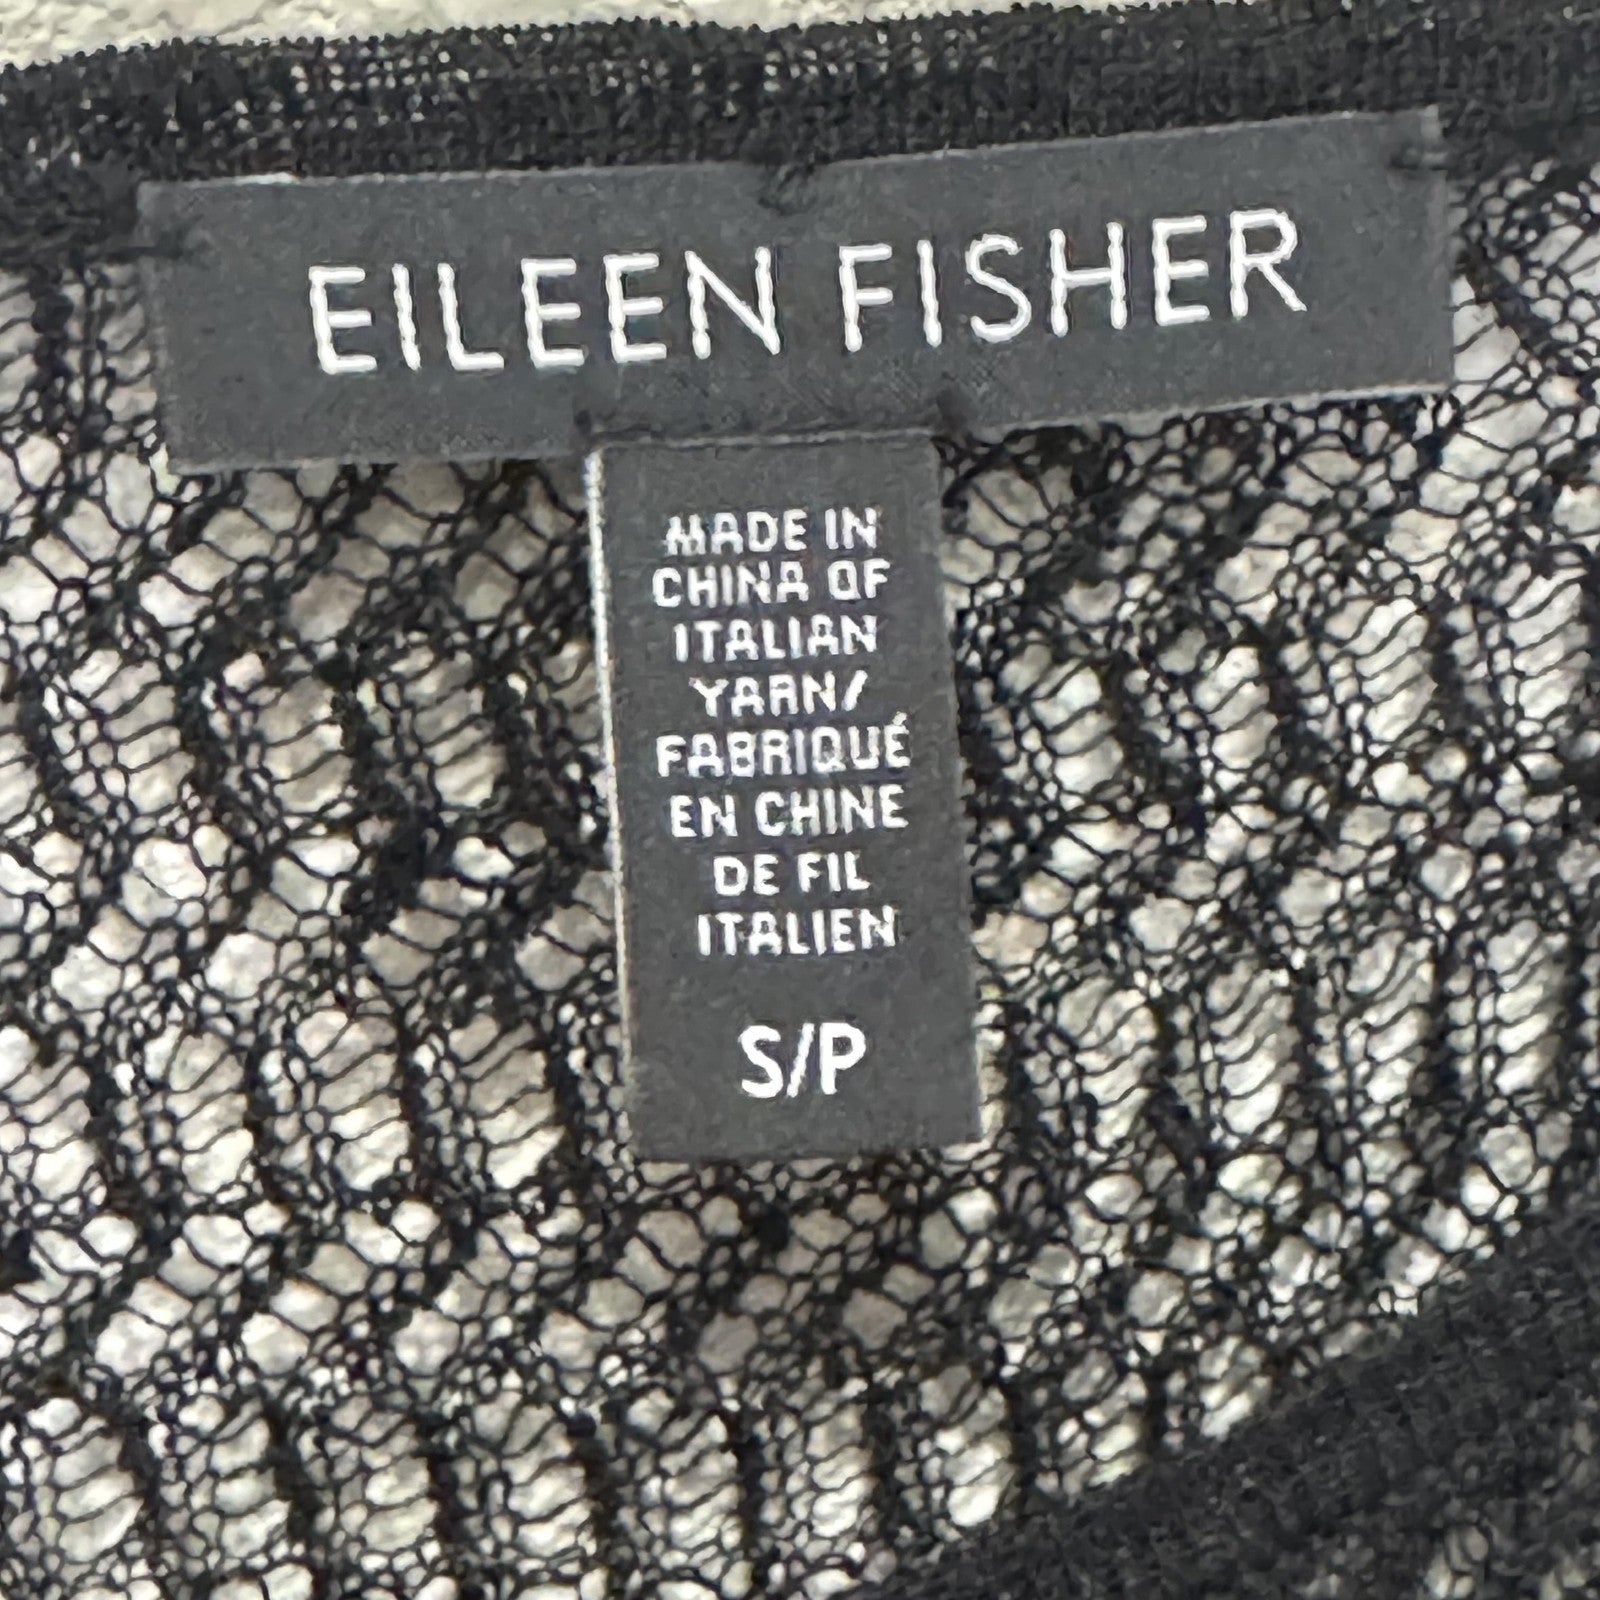 EILEEN FISHER
MADE IN
CHINA OF
ITALIAN
YARN/
FABRIQUÉ
EN CHINE
DE FIL
ITALIEN
S/P